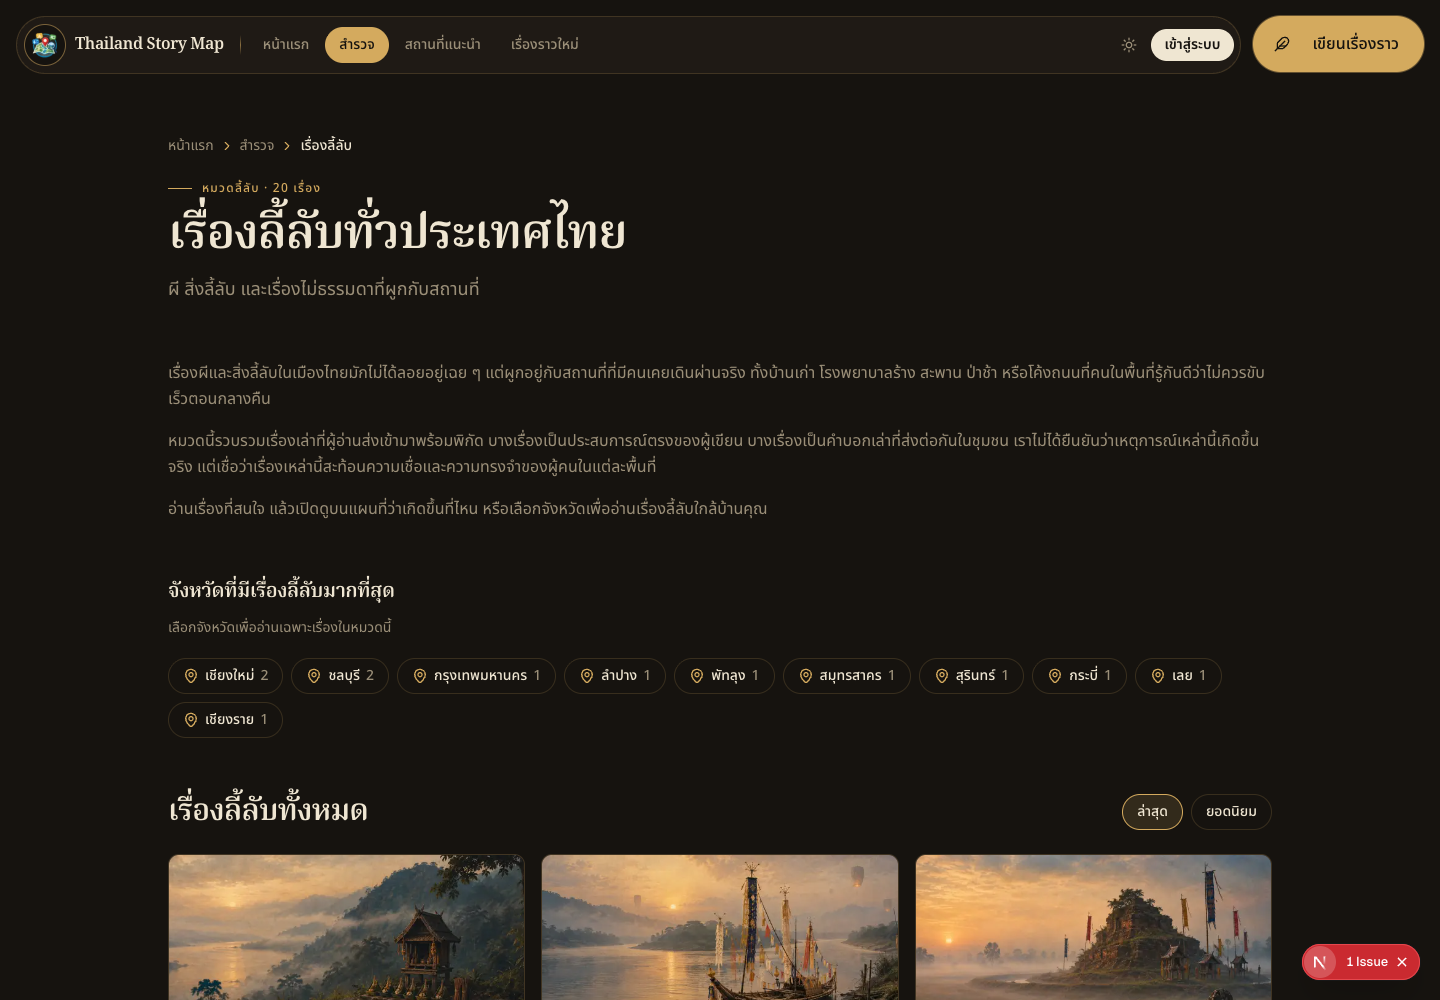 Thailand Story Map
หน้าแรก
สำรวจ
สถานที่แนะนำ
เรื่องราวใหม่
เข้าสู่ระบบ
เขียนเรื่องราว
หน้าแรก > สำรวจ > เรื่องลี้ลับ
หมวดลี้ลับ · 20 เรื่อง
เรื่องลี้ลับทั่วประเทศไทย
ผี สิ่งลี้ลับ และเรื่องไม่ธรรมดาที่ผูกกับสถานที่
เรื่องผีและสิ่งลี้ลับในเมืองไทยมักไม่ได้ลอยอยู่เฉย ๆ แต่ผูกอยู่กับสถานที่ที่มีคนเคยเดินผ่านจริง ทั้งบ้านเก่า โรงพยาบาลร้าง สะพาน ป่าช้า หรือโค้งถนนที่คนในพื้นที่รู้กันดีว่าไม่ควรขับ
เร็วตอนกลางคืน
หมวดนี้รวบรวมเรื่องเล่าที่ผู้อ่านส่งเข้ามาพร้อมพิกัด บางเรื่องเป็นประสบการณ์ตรงของผู้เขียน บางเรื่องเป็นคำบอกเล่าที่ส่งต่อกันในชุมชน เราไม่ได้ยืนยันว่าเหตุการณ์เหล่านี้เกิดขึ้น
จริง แต่เชื่อว่าเรื่องเหล่านี้สะท้อนความเชื่อและความทรงจำของผู้คนในแต่ละพื้นที่
อ่านเรื่องที่สนใจ แล้วเปิดดูบนแผนที่ว่าเกิดขึ้นที่ไหน หรือเลือกจังหวัดเพื่ออ่านเรื่องลี้ลับใกล้บ้านคุณ
จังหวัดที่มีเรื่องลี้ลับมากที่สุด
เลือกจังหวัดเพื่ออ่านเฉพาะเรื่องในหมวดนี้
เชียงใหม่ 2
ชลบุรี 2
กรุงเทพมหานคร 1
ลำปาง 1
พัทลุง 1
สมุทรสาคร 1
สุรินทร์ 1
กระบี่ 1
เลย 1
เชียงราย 1
เรื่องลี้ลับทั้งหมด
ล่าสุด
ยอดนิยม
N
1 Issue